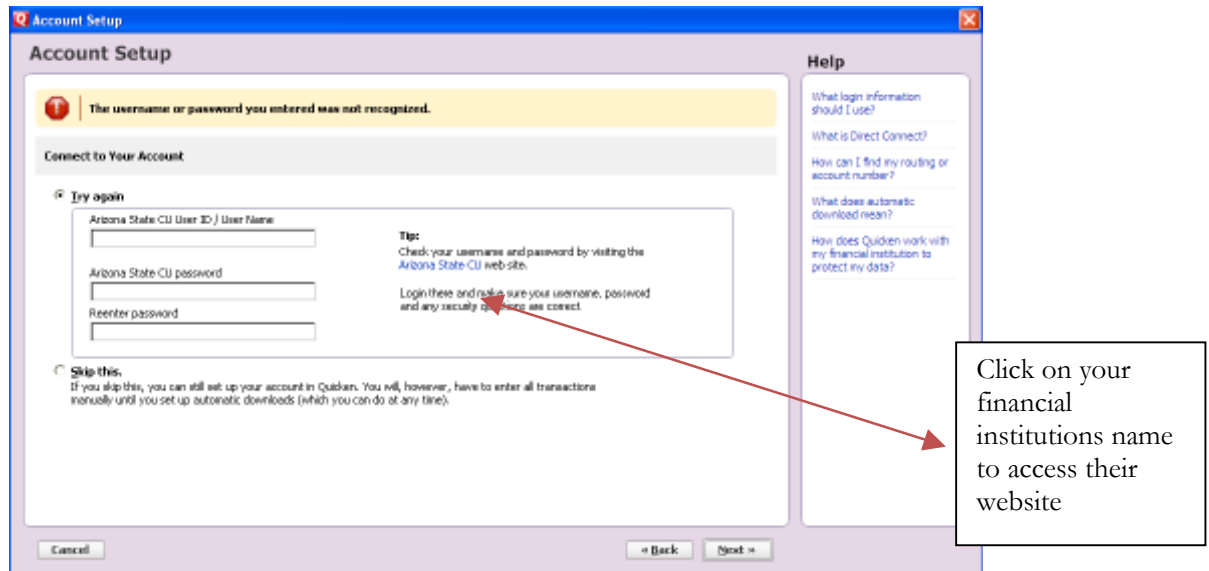 Account Setup
Account Setup
Help
The username or password you entered was not recognized.
Connect to Your Account
Try again
Arizona State CU User ID / User Name
Arizona State CU password
Reenter password
Tip:
Check your username and password by visiting the
Arizona State CU web site.
Login there and make sure your username, password
and any security questions are correct
Skip this.
If you skip this, you can still set up your account in Quicken. You will, however, have to enter all transactions
manually until you set up automatic downloads (which you can do at any time).
What login information
should I use?
What is Direct Connect?
How can I find my routing or
account number?
What does automatic
download mean?
How does Quicken work with
my financial institution to
protect my data?
Click on your
financial
institutions name
to access their
website
Cancel
« Back
Next »